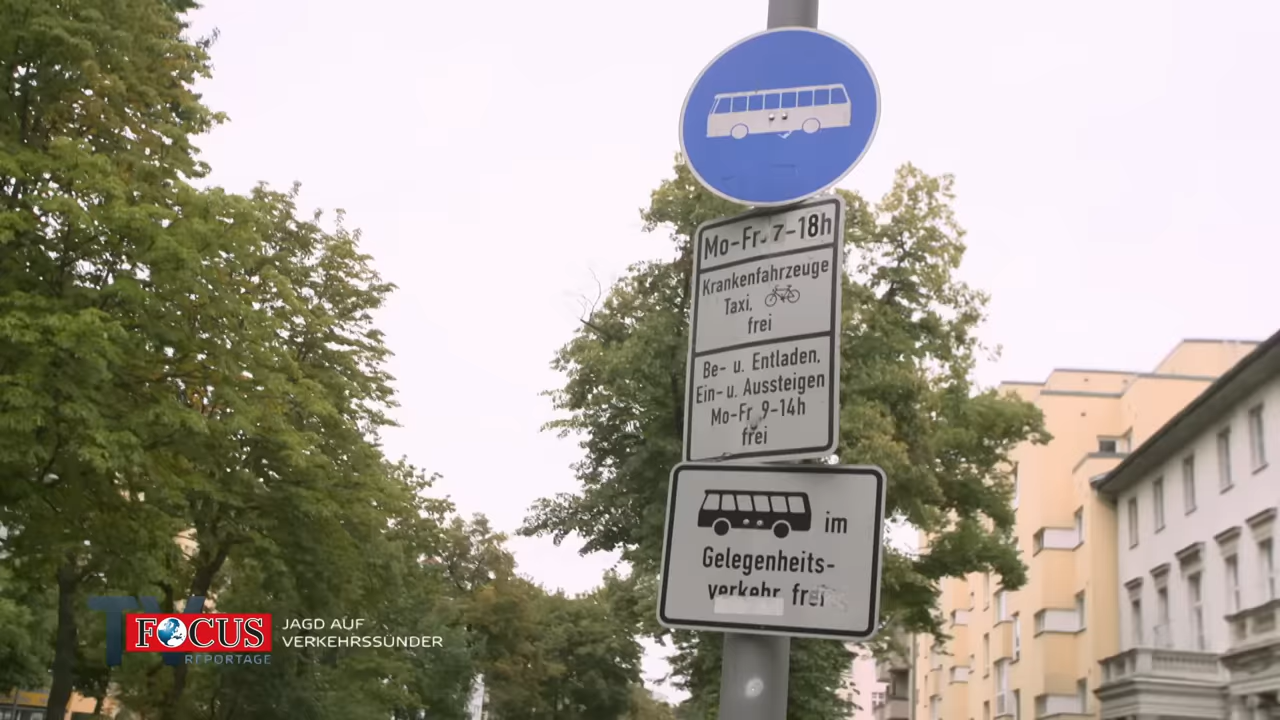 Mo-Fr. 7-18h
Krankenfahrzeuge
Taxi,
frei
Be- u. Entladen,
Ein- u. Aussteigen
Mo-Fr 9-14h
frei
im
Gelegenheits-
verkehr frei
TV
FOCUS
REPORTAGE
JAGD AUF
VERKEHRSSÜNDER